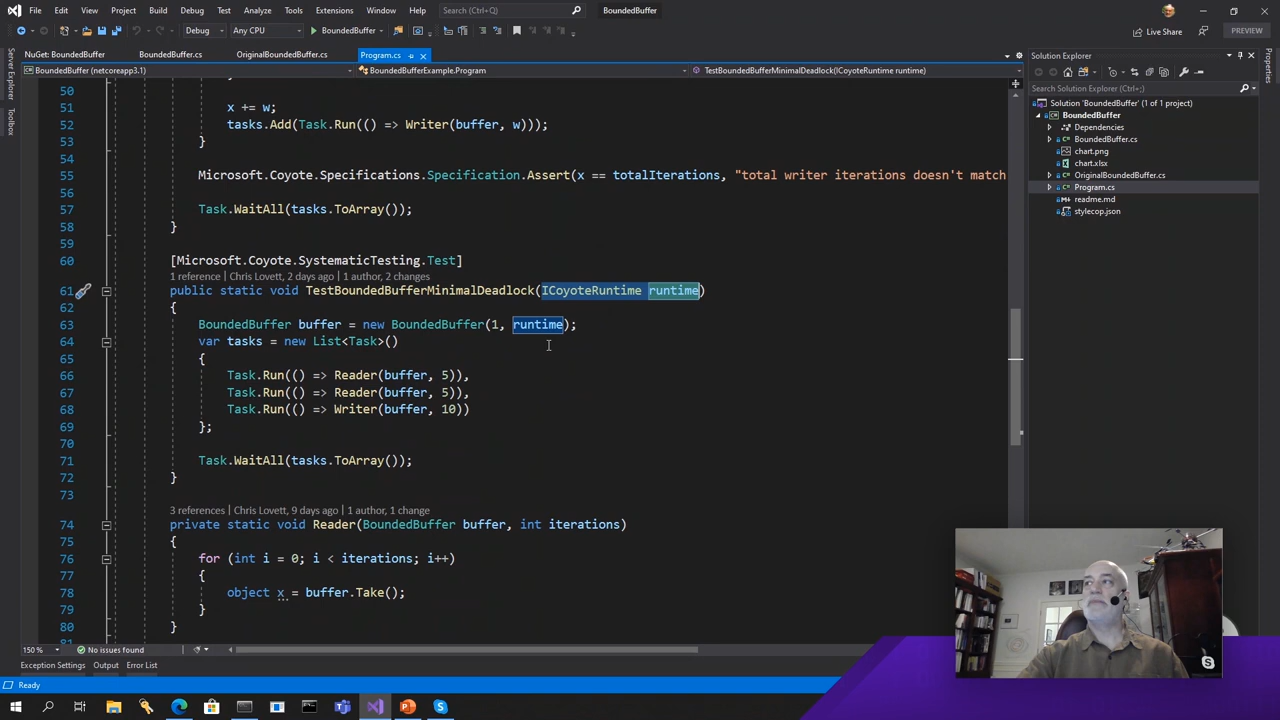 File Edit View Project Build Debug Test Analyze Tools Extensions Window Help Search (Ctrl+Q) BoundedBuffer
Debug Any CPU BoundedBuffer Live Share PREVIEW
NuGet: BoundedBuffer BoundedBuffer.cs OriginalBoundedBuffer.cs Program.cs
BoundedBuffer (netcoreapp3.1) BoundedBufferExample.Program TestBoundedBufferMinimalDeadlock(ICoyoteRuntime runtime)
Server Explorer
Toolbox
50 }
51 x += w;
52 tasks.Add(Task.Run(() => Writer(buffer, w)));
53 }
54
55 Microsoft.Coyote.Specifications.Specification.Assert(x == totalIterations, "total writer iterations doesn't match
56
57 Task.WaitAll(tasks.ToArray());
58 }
59
60 [Microsoft.Coyote.SystematicTesting.Test]
1 reference | Chris Lovett, 2 days ago | 1 author, 2 changes
61 public static void TestBoundedBufferMinimalDeadlock(ICoyoteRuntime runtime)
62 {
63 BoundedBuffer buffer = new BoundedBuffer(1, runtime);
64 var tasks = new List<Task>()
65 {
66 Task.Run(() => Reader(buffer, 5)),
67 Task.Run(() => Reader(buffer, 5)),
68 Task.Run(() => Writer(buffer, 10))
69 };
70
71 Task.WaitAll(tasks.ToArray());
72 }
73
3 references | Chris Lovett, 9 days ago | 1 author, 1 change
74 private static void Reader(BoundedBuffer buffer, int iterations)
75 {
76 for (int i = 0; i < iterations; i++)
77 {
78 object x = buffer.Take();
79 }
80 }
81
150 % No issues found
Exception Settings Output Error List
Ready
Solution Explorer
Search Solution Explorer (Ctrl+;)
Solution 'BoundedBuffer' (1 of 1 project)
BoundedBuffer
Dependencies
BoundedBuffer.cs
chart.png
chart.xlsx
OriginalBoundedBuffer.cs
Program.cs
readme.md
stylecop.json
Properties